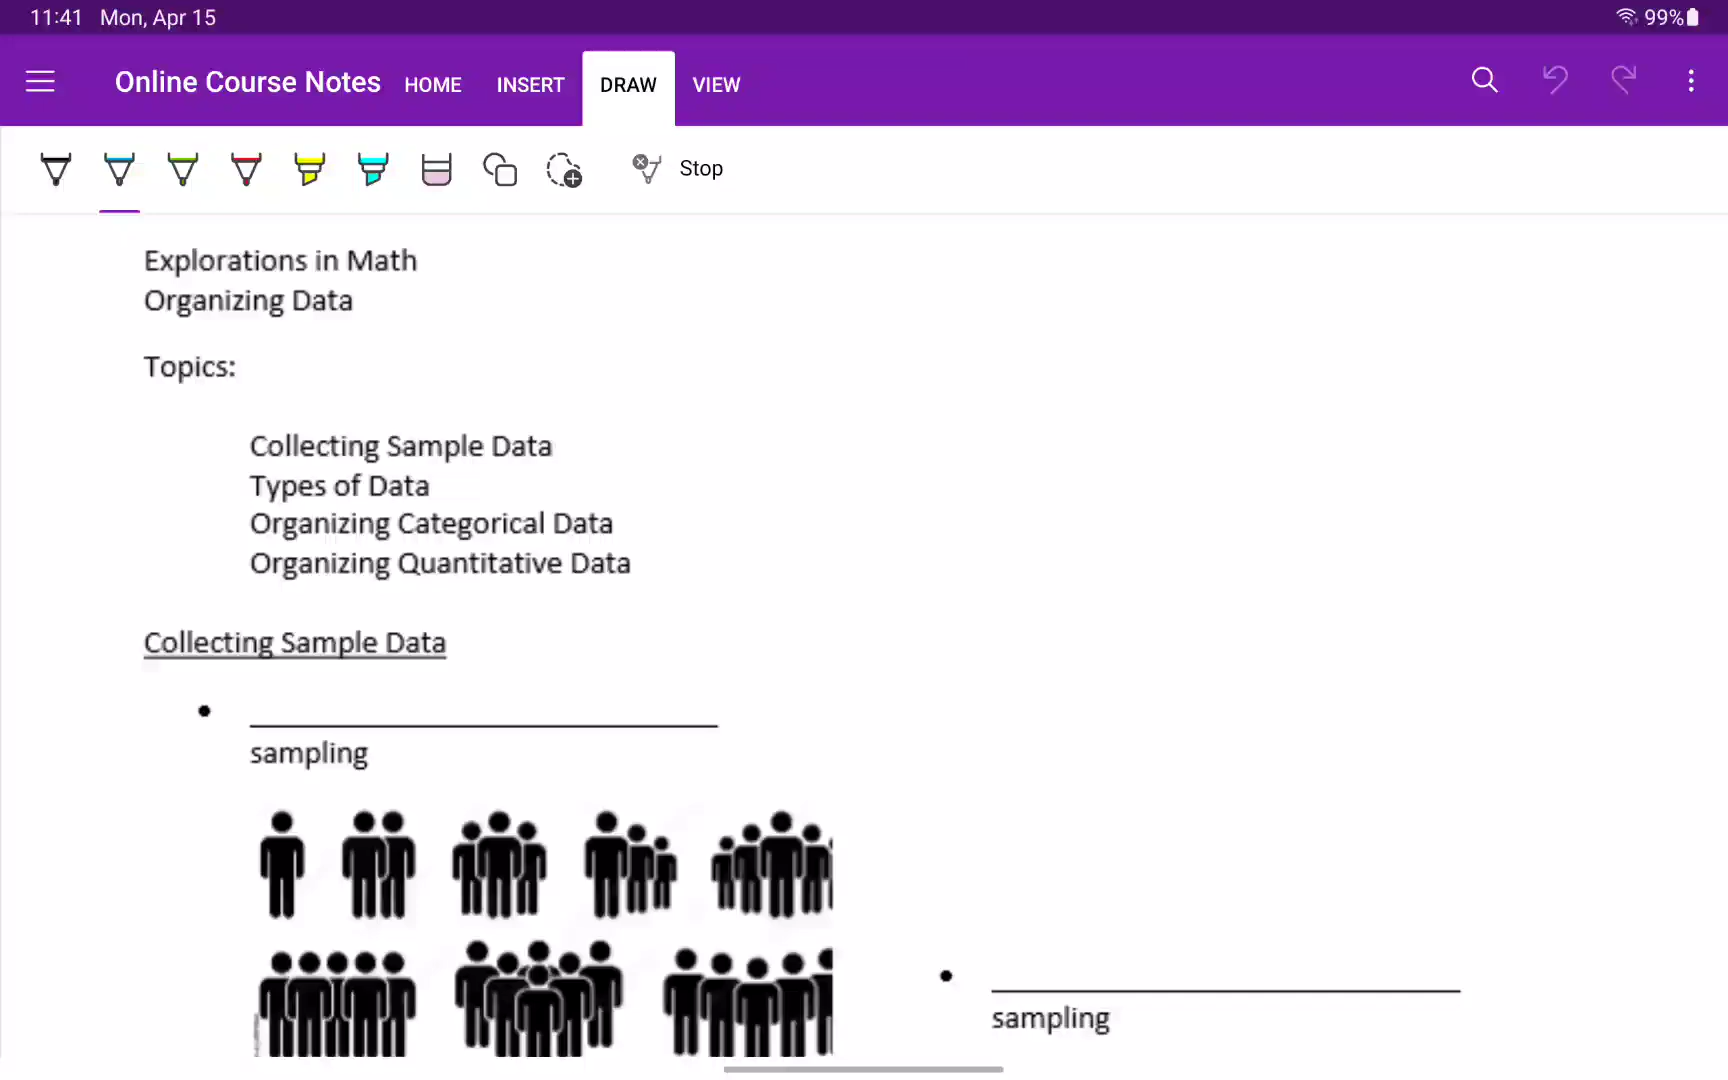 11:41 Mon, Apr 15
99%
Online Course Notes HOME INSERT DRAW VIEW
Stop
Explorations in Math
Organizing Data
Topics:
Collecting Sample Data
Types of Data
Organizing Categorical Data
Organizing Quantitative Data
Collecting Sample Data
sampling
sampling